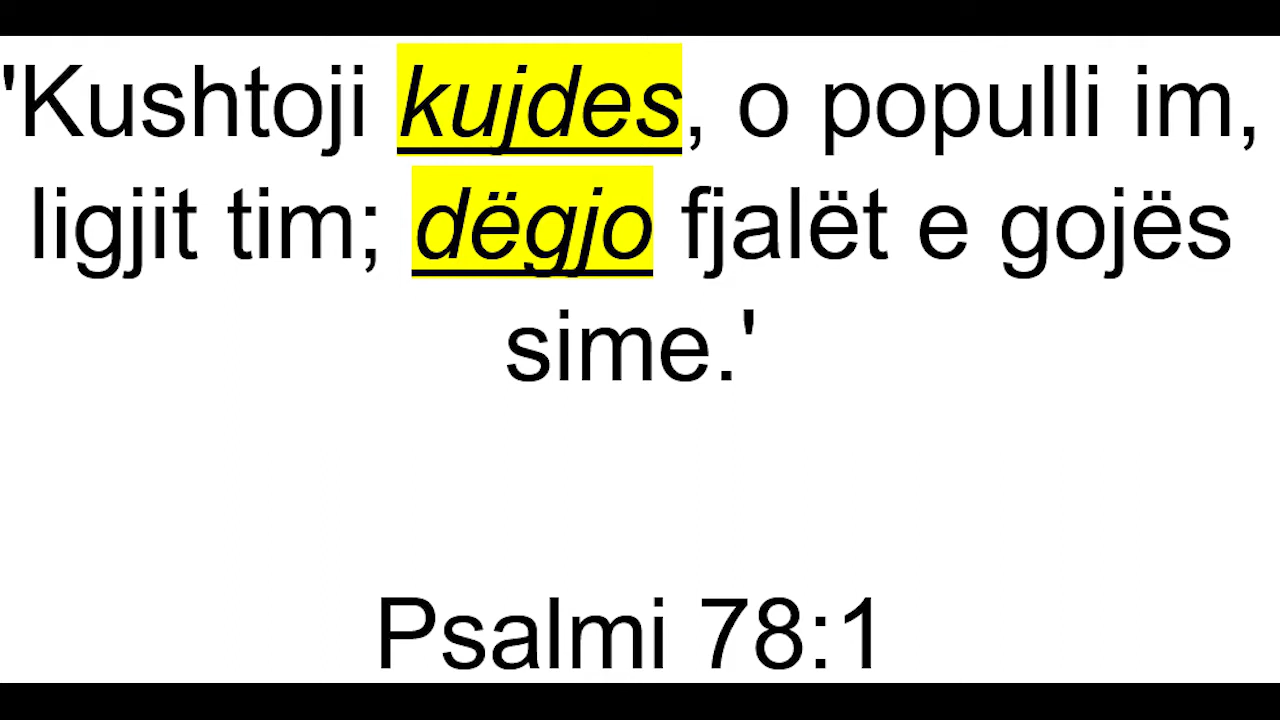 'Kushtoji kujdes, o populli im,
ligjit tim; dëgjo fjalët e gojës
sime.'
Psalmi 78:1